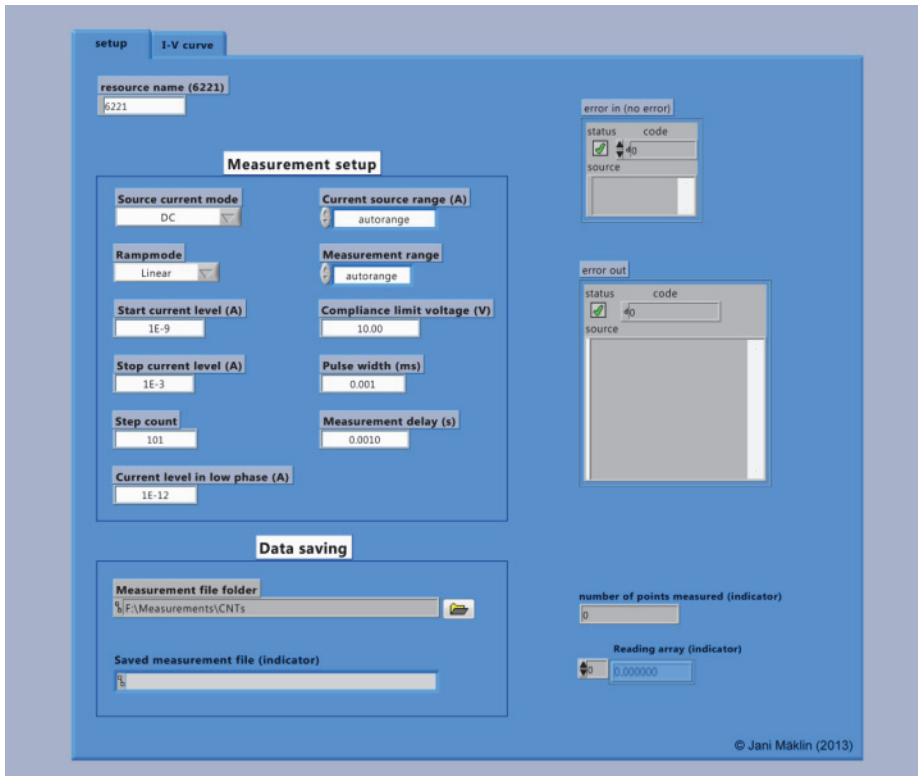 setup
I-V curve
resource name (6221)
6221
error in (no error)
status code
0
source
Measurement setup
Source current mode
DC
Current source range (A)
autorange
Rampmode
Linear
Measurement range
autorange
Start current level (A)
1E-9
Compliance limit voltage (V)
10.00
Stop current level (A)
1E-3
Pulse width (ms)
0.001
Step count
101
Measurement delay (s)
0.0010
Current level in low phase (A)
1E-12
error out
status code
0
source
Data saving
Measurement file folder
F:\Measurements\CNTs
Saved measurement file (indicator)
number of points measured (indicator)
0
Reading array (indicator)
0 0.000000
© Jani Mäklin (2013)